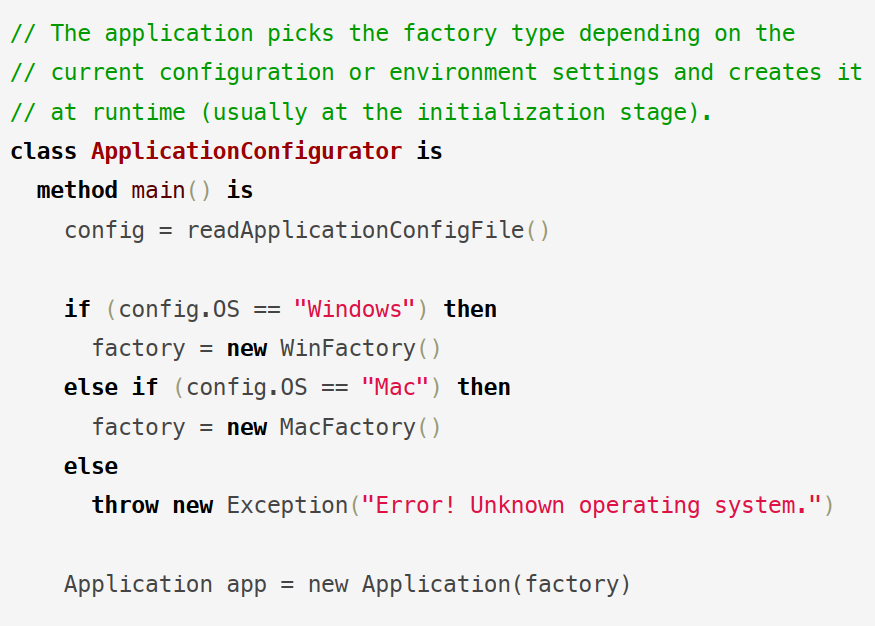 // The application picks the factory type depending on the
// current configuration or environment settings and creates it
// at runtime (usually at the initialization stage).
class ApplicationConfigurator is
  method main() is
    config = readApplicationConfigFile()

    if (config.OS == "Windows") then
      factory = new WinFactory()
    else if (config.OS == "Mac") then
      factory = new MacFactory()
    else
      throw new Exception("Error! Unknown operating system.")

    Application app = new Application(factory)